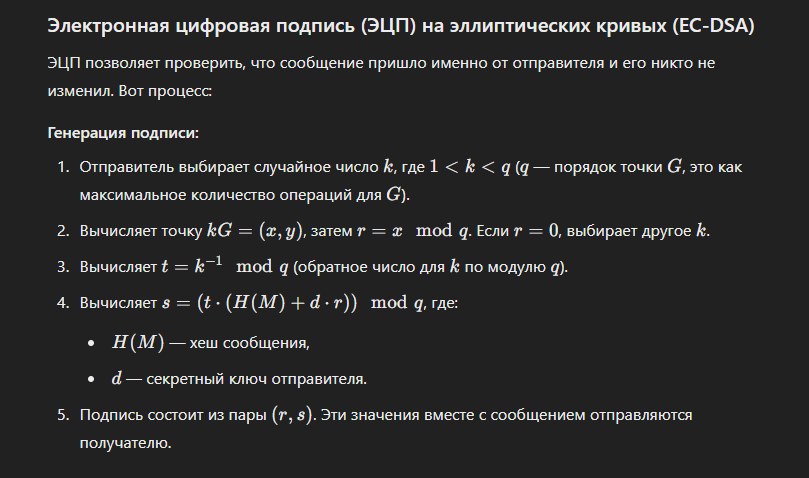 Электронная цифровая подпись (ЭЦП) на эллиптических кривых (EC-DSA)
ЭЦП позволяет проверить, что сообщение пришло именно от отправителя и его никто не
изменил. Вот процесс:
Генерация подписи:
1. Отправитель выбирает случайное число k, где 1 < k < q (q — порядок точки G, это как
максимальное количество операций для G).
2. Вычисляет точку kG = (x, y), затем r = x mod q. Если r = 0, выбирает другое k.
3. Вычисляет t = k⁻¹ mod q (обратное число для k по модулю q).
4. Вычисляет s = (t · (H(M) + d · r)) mod q, где:
• H(M) — хеш сообщения,
• d — секретный ключ отправителя.
5. Подпись состоит из пары (r, s). Эти значения вместе с сообщением отправляются
получателю.